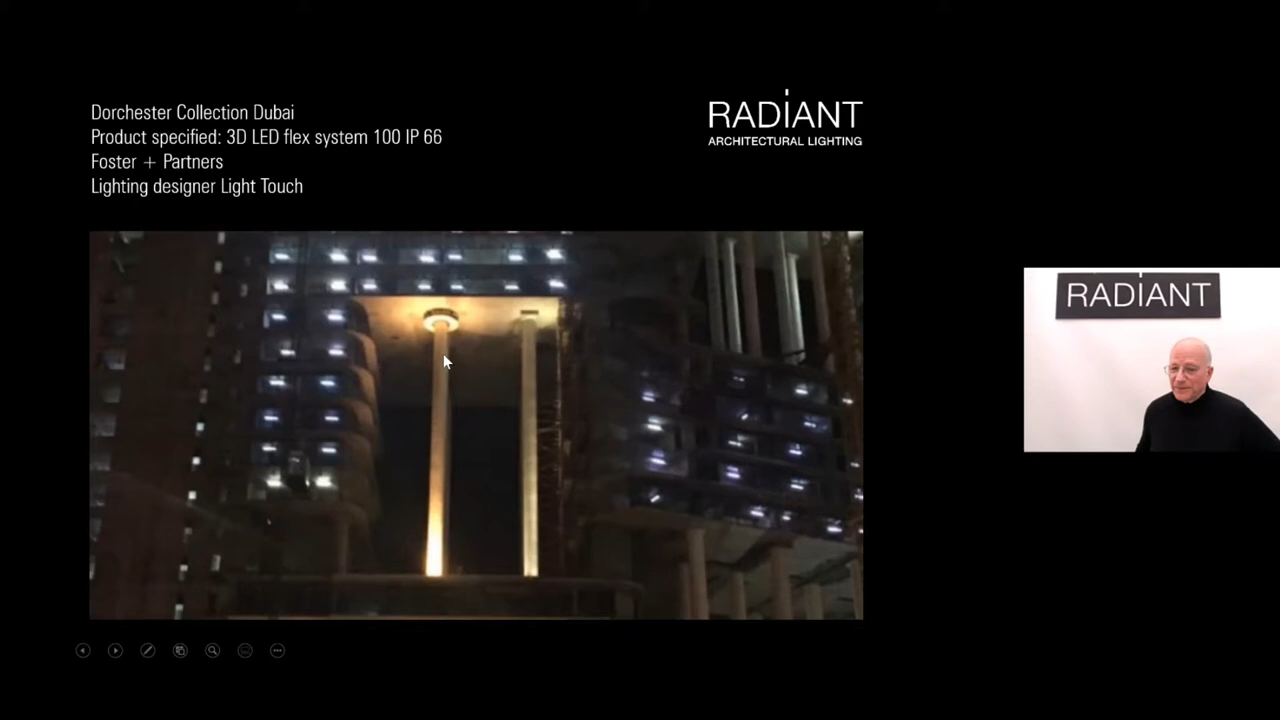 Dorchester Collection Dubai
Product specified: 3D LED flex system 100 IP 66
Foster + Partners
Lighting designer Light Touch
RADIANT
ARCHITECTURAL LIGHTING
RADIANT